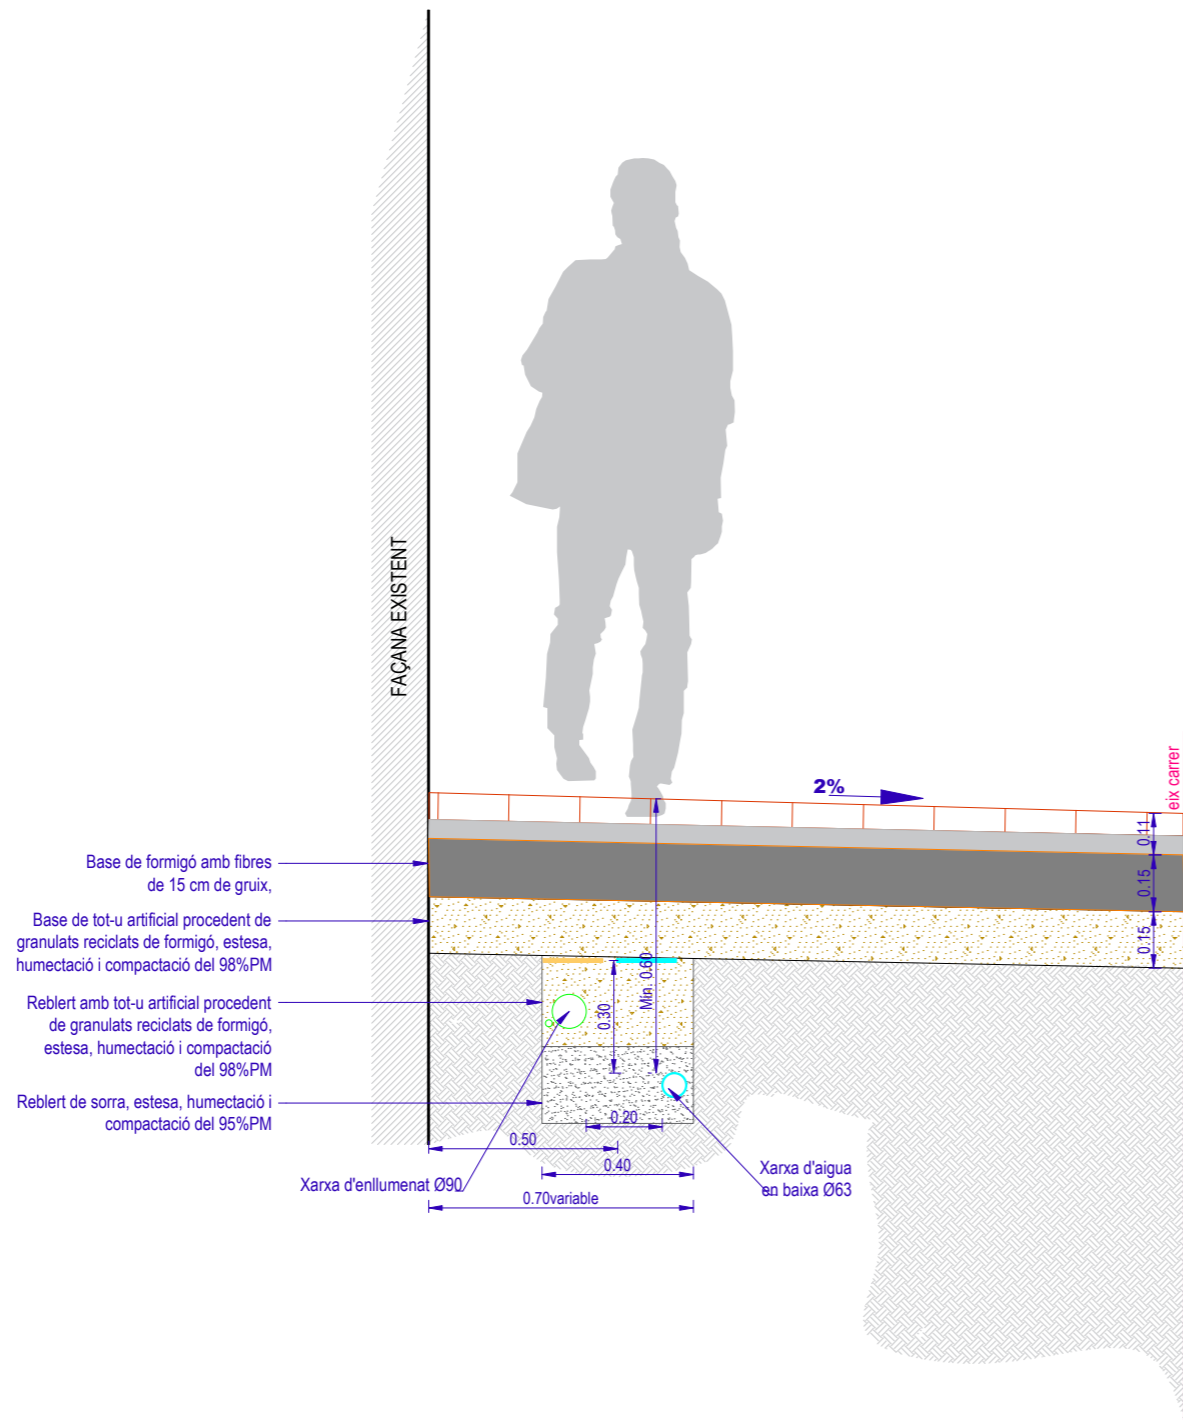 FAÇANA EXISTENT
eix carrer
2%
0.11
0.15
0.15
Base de formigó amb fibres
de 15 cm de gruix,
Base de tot-u artificial procedent de
granulats reciclats de formigó, estesa,
humectació i compactació del 98%PM
Reblert amb tot-u artificial procedent
de granulats reciclats de formigó,
estesa, humectació i compactació
del 98%PM
Reblert de sorra, estesa, humectació i
compactació del 95%PM
Mín. 0.60
0.30
0.20
0.50
0.40
0.70variable
Xarxa d'enllumenat Ø90
Xarxa d'aigua
en baixa Ø63